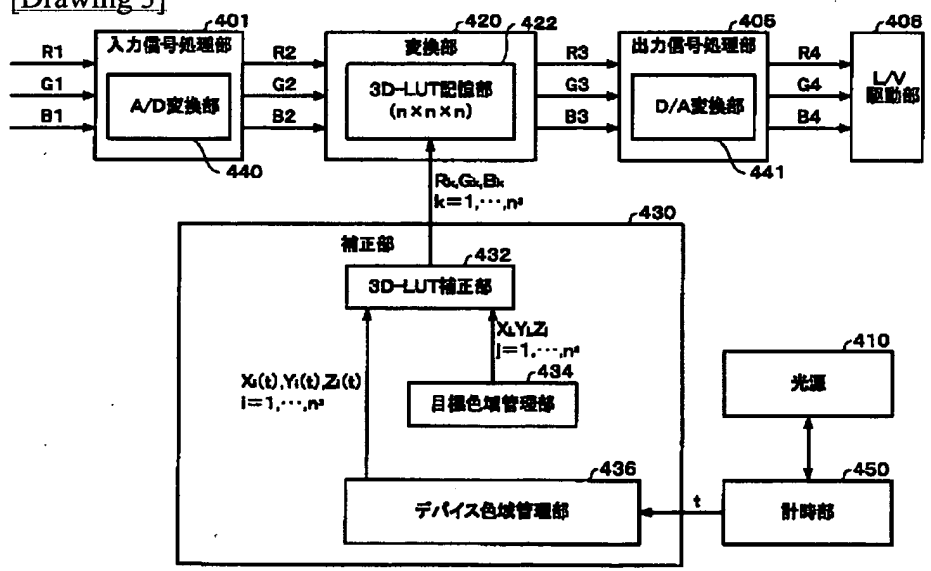 [Drawing 3]
401
入力信号処理部
R1
G1
B1
A/D変換部
440
R2
G2
B2
420
422
変換部
3D-LUT記憶部
(n×n×n)
R3
G3
B3
405
出力信号処理部
D/A変換部
441
R4
G4
B4
406
L/V
駆動部
Rk,Gk,Bk
k=1,⋯,n³
430
補正部
432
3D-LUT補正部
Xi(t),Yi(t),Zi(t)
i=1,⋯,n³
Xj,Yj,Zj
j=1,⋯,n³
434
目標色域管理部
436
デバイス色域管理部
t
410
光源
450
計時部